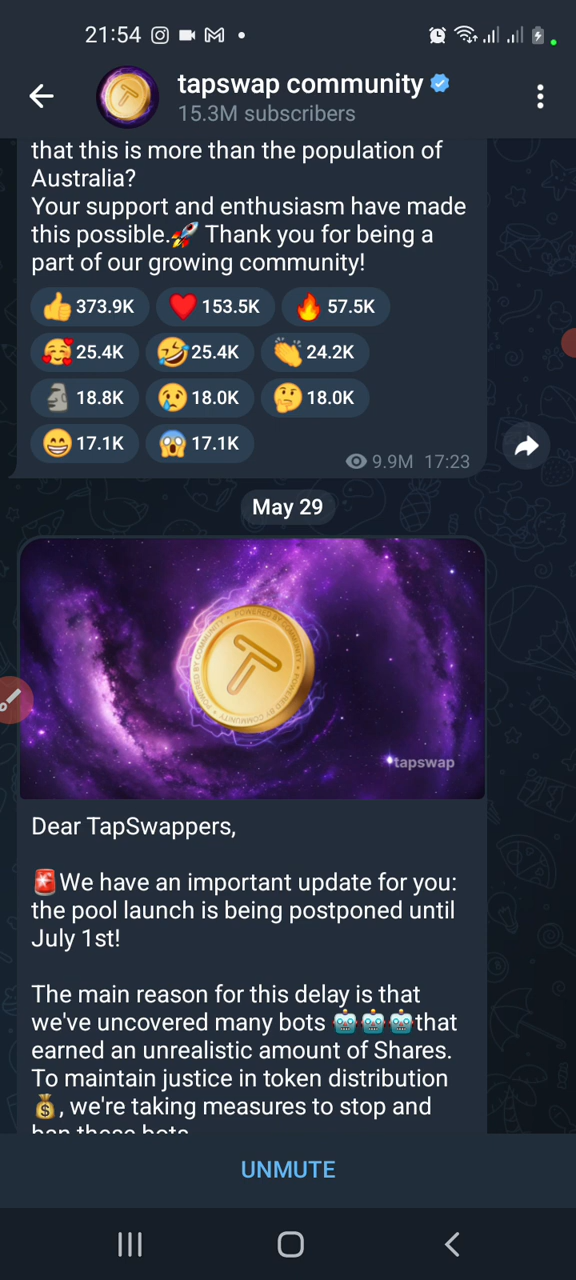 21:54
tapswap community
15.3M subscribers
that this is more than the population of
Australia?
Your support and enthusiasm have made
this possible.🚀 Thank you for being a
part of our growing community!
👍 373.9K ❤️ 153.5K 🔥 57.5K
🥰 25.4K 🤣 25.4K 👏 24.2K
🗿 18.8K 😢 18.0K 🤔 18.0K
😁 17.1K 😱 17.1K
9.9M 17:23
May 29
POWERED BY COMMUNITY • POWERED BY COMMUNITY
tapswap
Dear TapSwappers,
🚨We have an important update for you:
the pool launch is being postponed until
July 1st!
The main reason for this delay is that
we've uncovered many bots 🤖🤖🤖that
earned an unrealistic amount of Shares.
To maintain justice in token distribution
💰, we're taking measures to stop and
ban these bots
UNMUTE